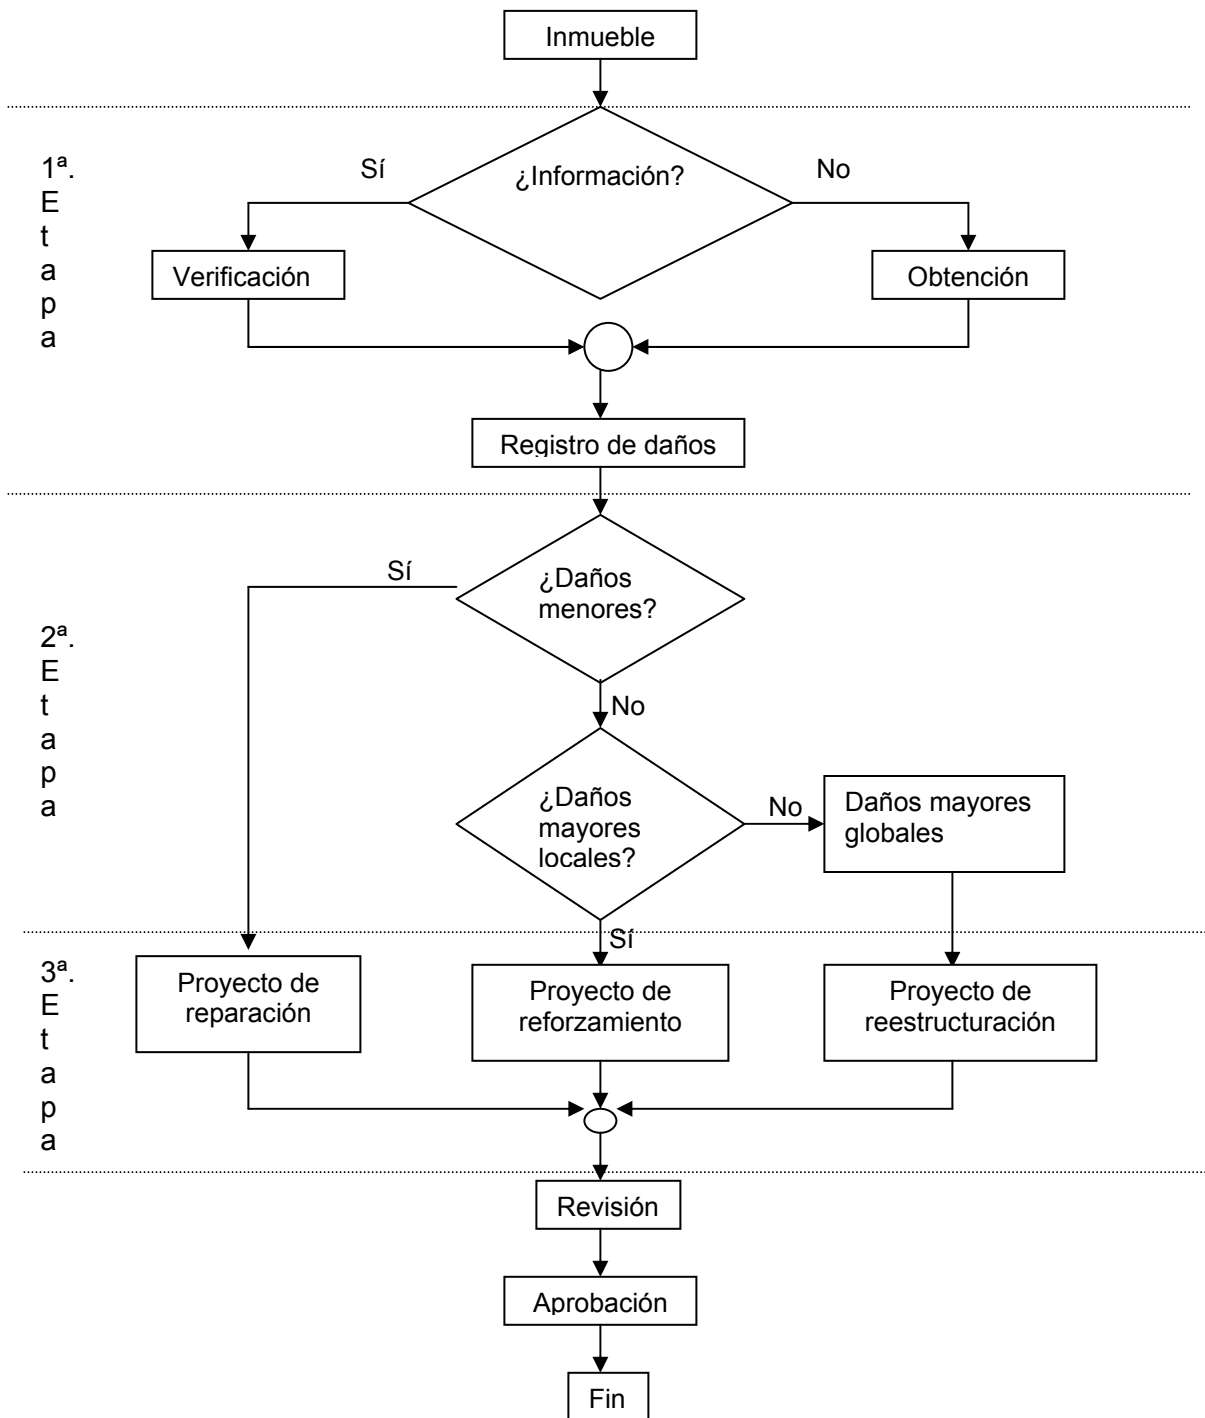 Inmueble
1ª.
E
t
a
p
a
Sí
¿Información?
No
Verificación
Obtención
Registro de daños
2ª.
E
t
a
p
a
Sí
¿Daños
menores?
No
¿Daños
mayores
locales?
No
Daños mayores
globales
Sí
3ª.
E
t
a
p
a
Proyecto de
reparación
Proyecto de
reforzamiento
Proyecto de
reestructuración
Revisión
Aprobación
Fin